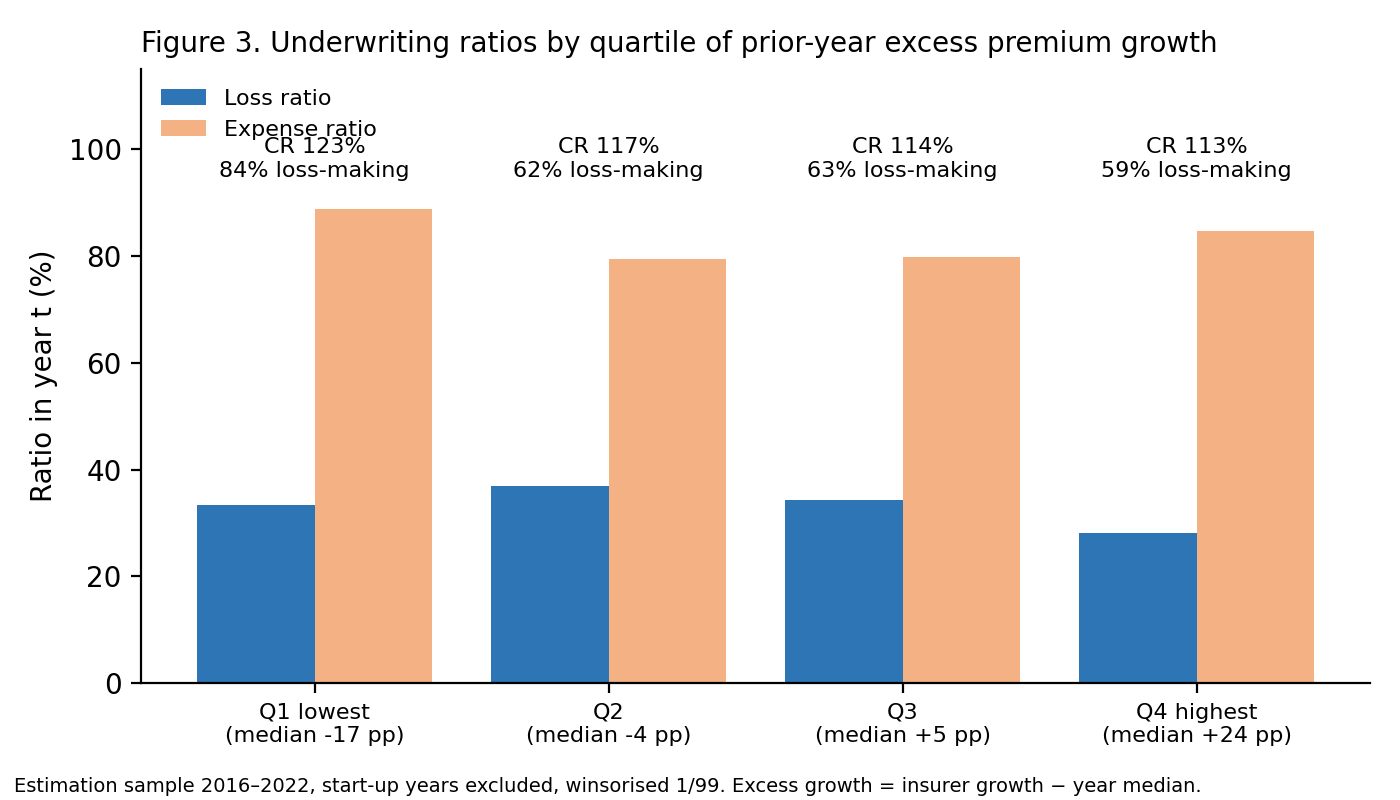 Figure 3. Underwriting ratios by quartile of prior-year excess premium growth
Loss ratio
Expense ratio
CR 123%
84% loss-making
CR 117%
62% loss-making
CR 114%
63% loss-making
CR 113%
59% loss-making
Ratio in year t (%)
100
80
60
40
20
0
Q1 lowest
(median -17 pp)
Q2
(median -4 pp)
Q3
(median +5 pp)
Q4 highest
(median +24 pp)
Estimation sample 2016–2022, start-up years excluded, winsorised 1/99. Excess growth = insurer growth − year median.